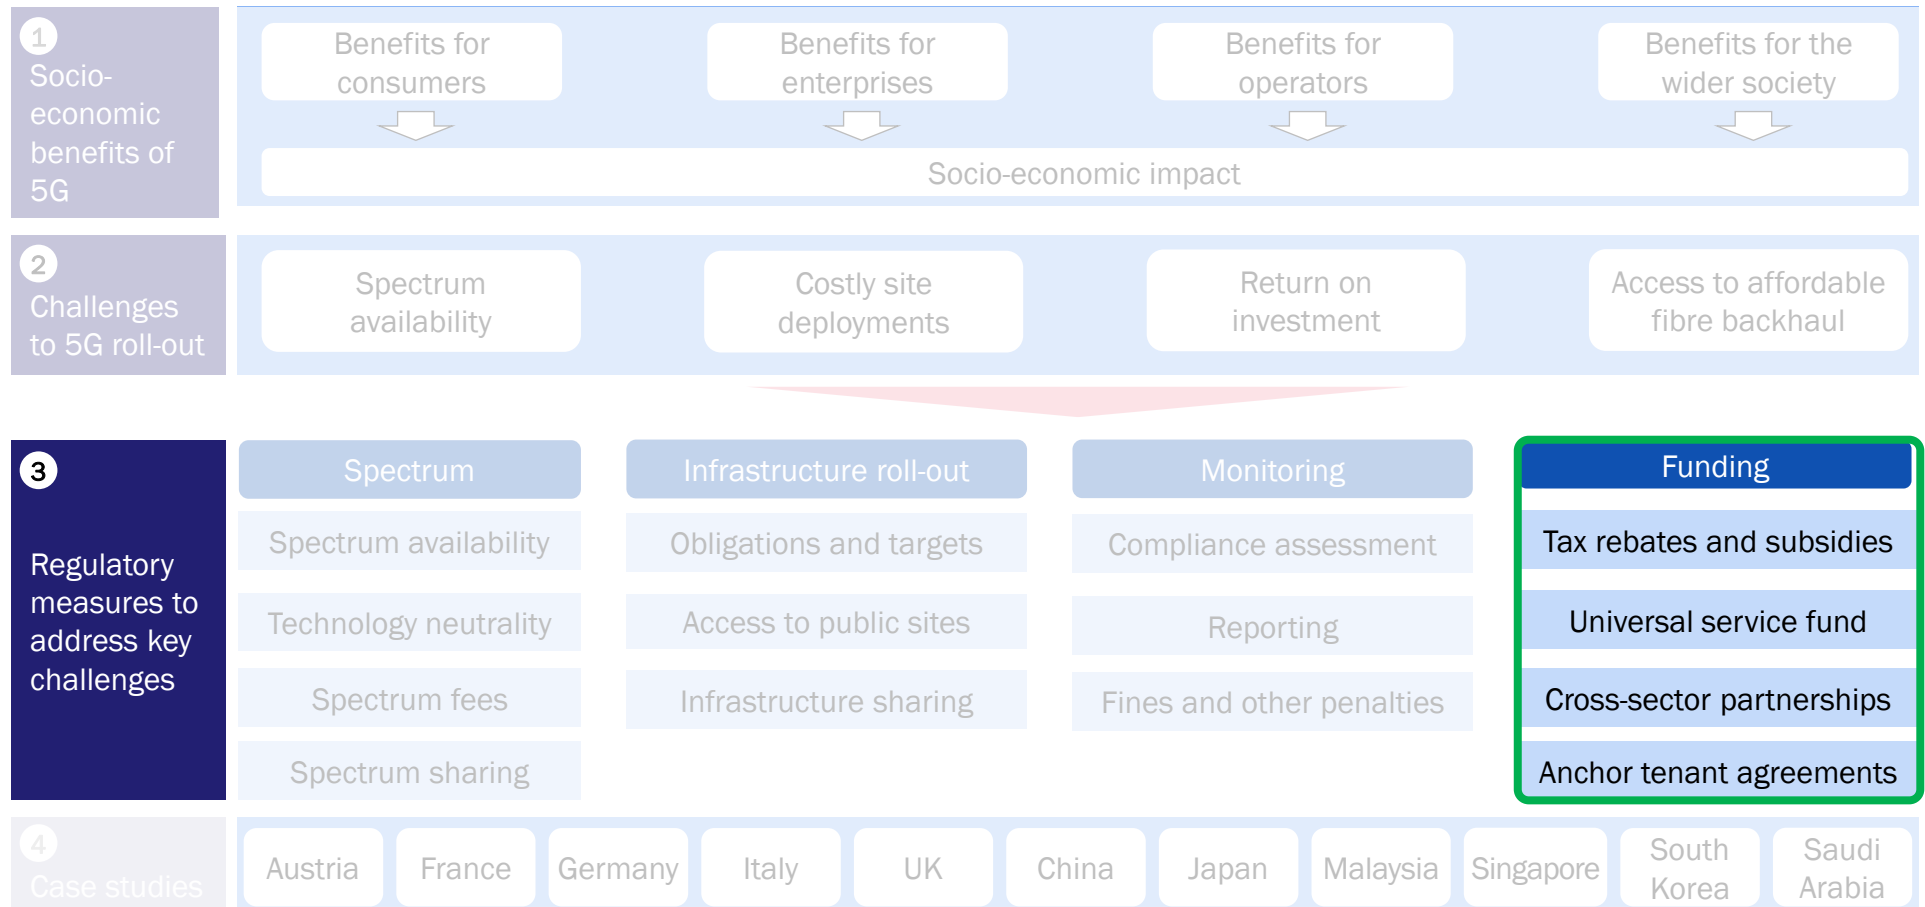 1
Socio-
economic
benefits of
5G
Benefits for
consumers
Benefits for
enterprises
Benefits for
operators
Benefits for the
wider society
Socio-economic impact
2
Challenges
to 5G roll-out
Spectrum
availability
Costly site
deployments
Return on
investment
Access to affordable
fibre backhaul
3
Regulatory
measures to
address key
challenges
Spectrum
Spectrum availability
Technology neutrality
Spectrum fees
Spectrum sharing
Infrastructure roll-out
Obligations and targets
Access to public sites
Infrastructure sharing
Monitoring
Compliance assessment
Reporting
Fines and other penalties
Funding
Tax rebates and subsidies
Universal service fund
Cross-sector partnerships
Anchor tenant agreements
4
Case studies
Austria
France
Germany
Italy
UK
China
Japan
Malaysia
Singapore
South
Korea
Saudi
Arabia